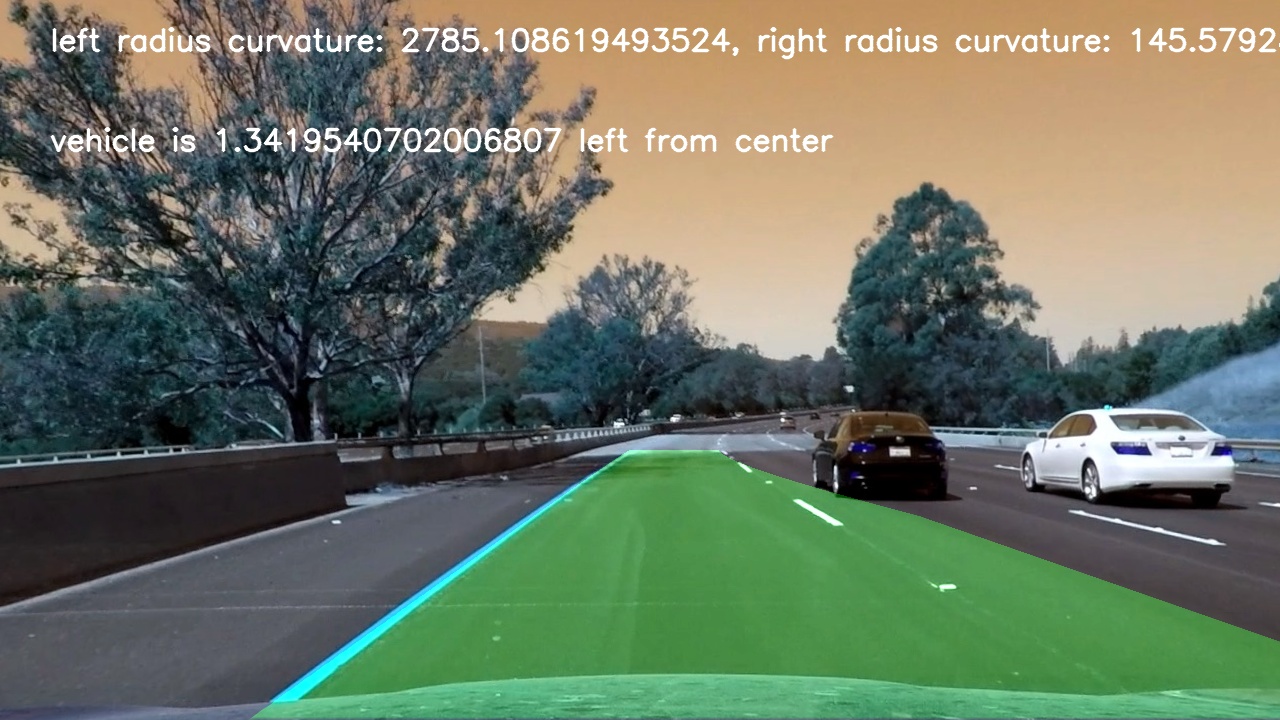 left radius curvature: 2785.108619493524, right radius curvature: 145.5792
vehicle is 1.3419540702006807 left from center